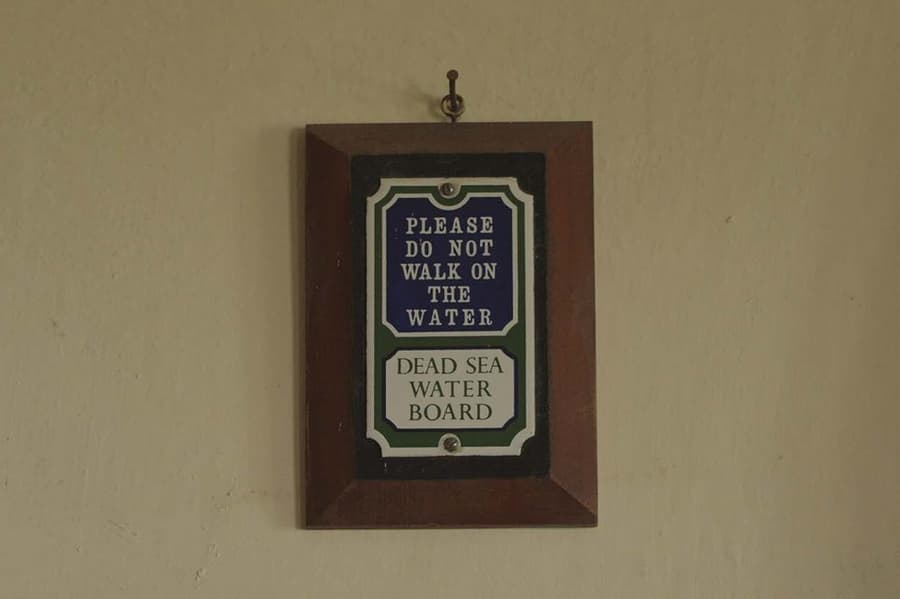 PLEASE
DO NOT
WALK ON
THE
WATER
DEAD SEA
WATER
BOARD